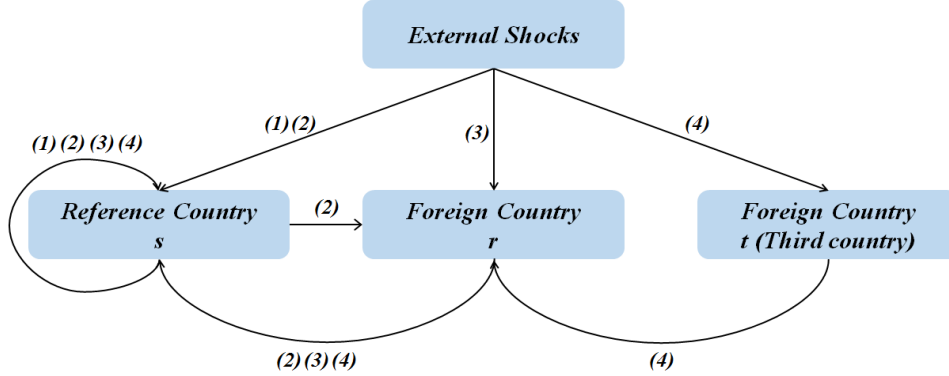 External Shocks
(1)(2)
(3)
(4)
(1)(2)(3)(4)
Reference Country
s
(2)
Foreign Country
r
Foreign Country
t (Third country)
(2)(3)(4)
(4)